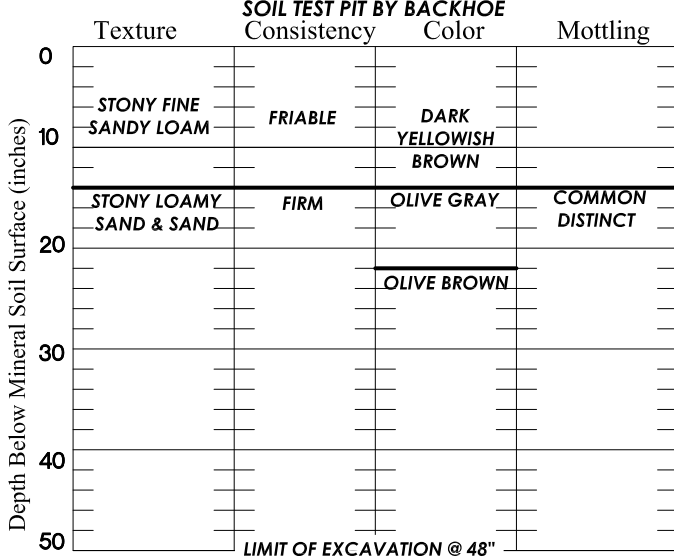 SOIL TEST PIT BY BACKHOE
Texture Consistency Color Mottling
Depth Below Mineral Soil Surface (inches)
0
STONY FINE
SANDY LOAM
FRIABLE
DARK
YELLOWISH
BROWN
10
STONY LOAMY
SAND & SAND
FIRM
OLIVE GRAY
COMMON
DISTINCT
20
OLIVE BROWN
30
40
50
LIMIT OF EXCAVATION @ 48"